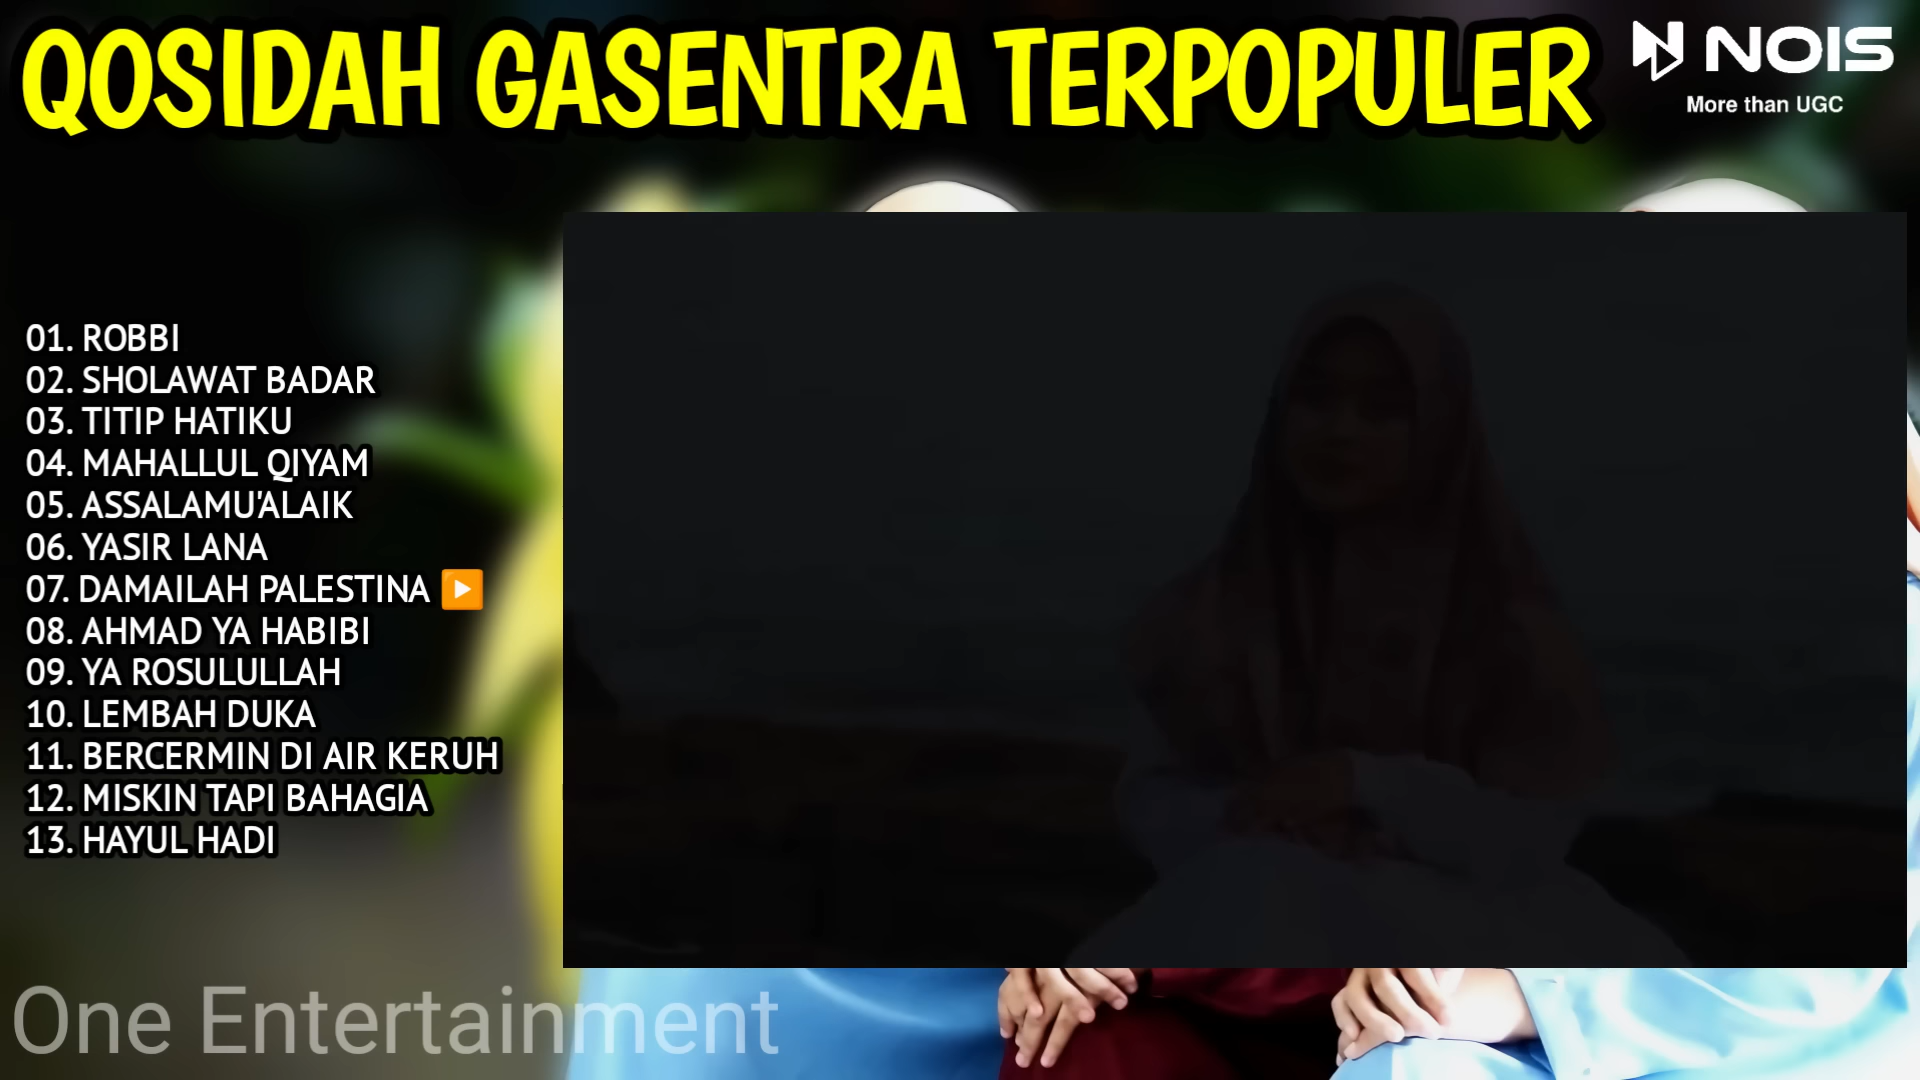 QOSIDAH GASENTRA TERPOPULER
NOIS
More than UGC
01. ROBBI
02. SHOLAWAT BADAR
03. TITIP HATIKU
04. MAHALLUL QIYAM
05. ASSALAMU'ALAIK
06. YASIR LANA
07. DAMAILAH PALESTINA ▶️
08. AHMAD YA HABIBI
09. YA ROSULULLAH
10. LEMBAH DUKA
11. BERCERMIN DI AIR KERUH
12. MISKIN TAPI BAHAGIA
13. HAYUL HADI
One Entertainment